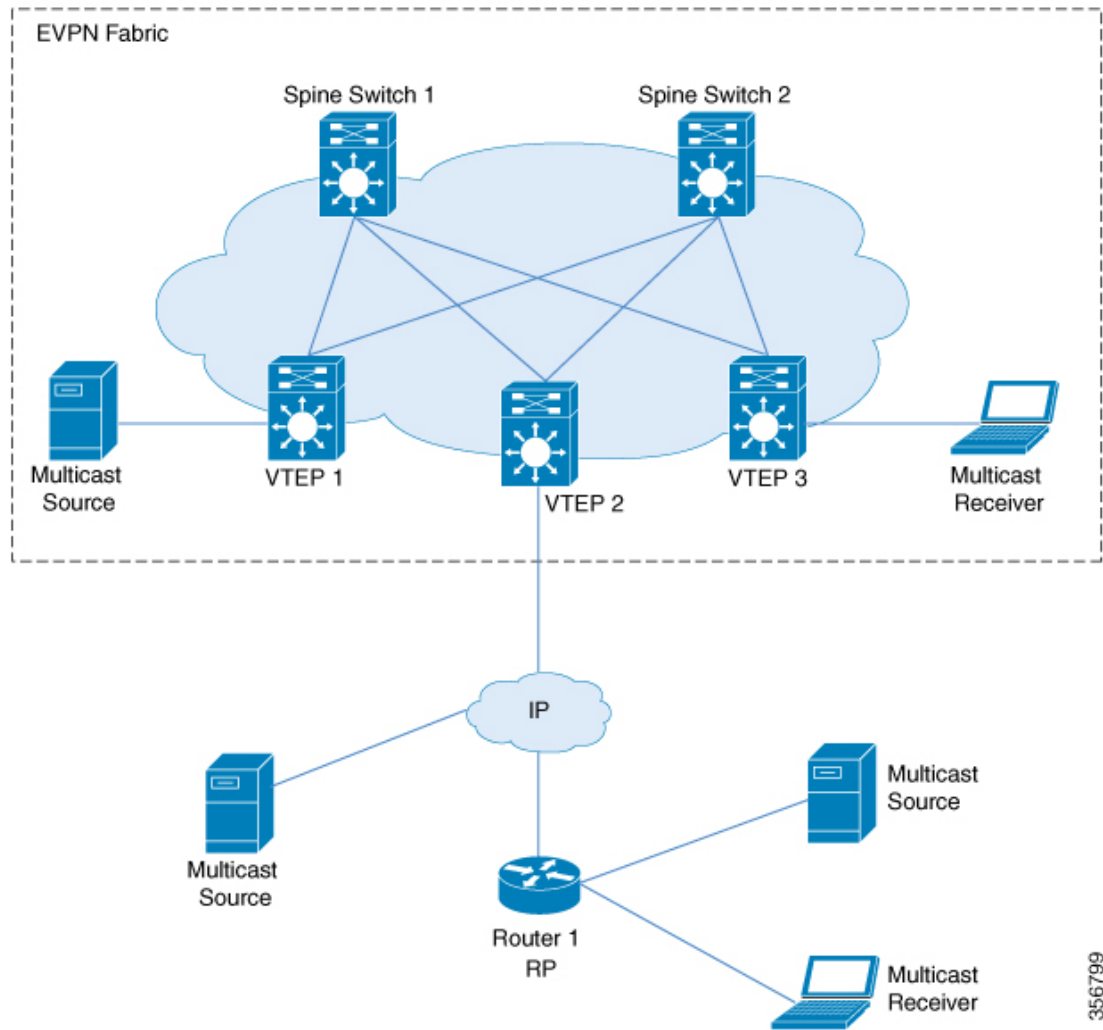 EVPN Fabric
Spine Switch 1
Spine Switch 2
Multicast
Source
VTEP 1
VTEP 2
VTEP 3
Multicast
Receiver
IP
Multicast
Source
Multicast
Source
Router 1
RP
Multicast
Receiver
356799